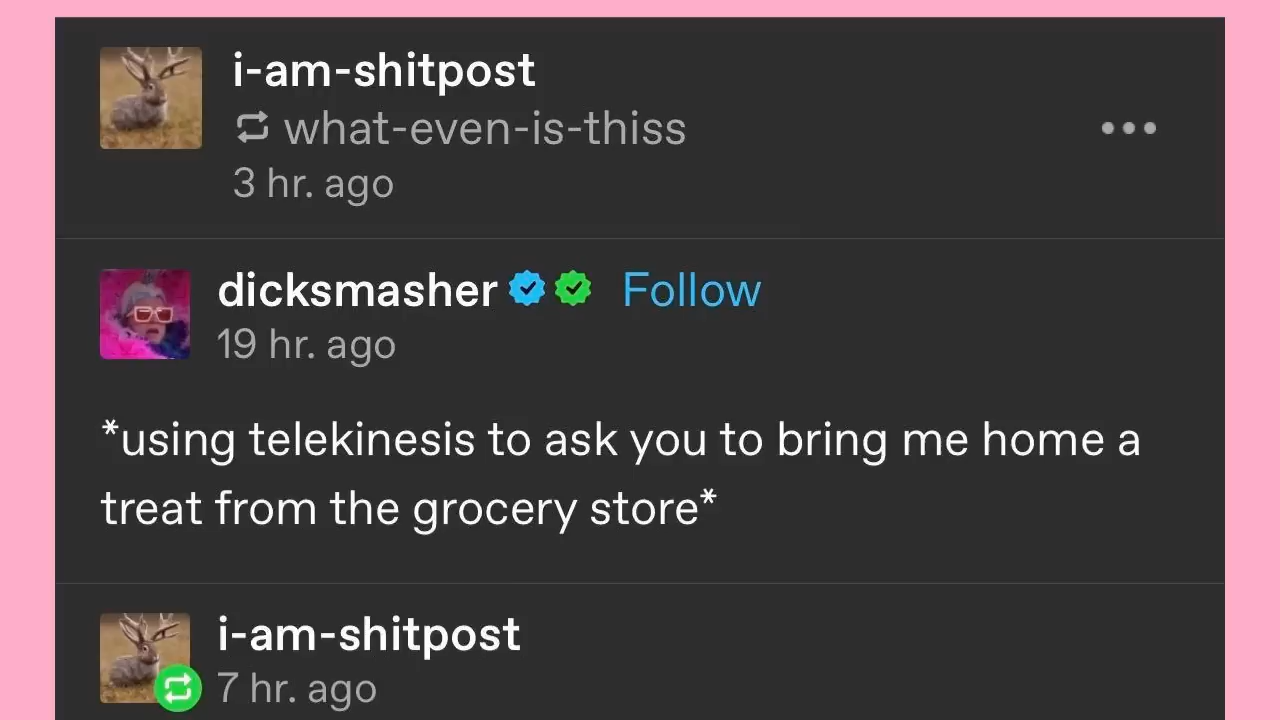 i-am-shitpost
what-even-is-thiss
3 hr. ago
dicksmasher Follow
19 hr. ago
*using telekinesis to ask you to bring me home a
treat from the grocery store*
i-am-shitpost
7 hr. ago